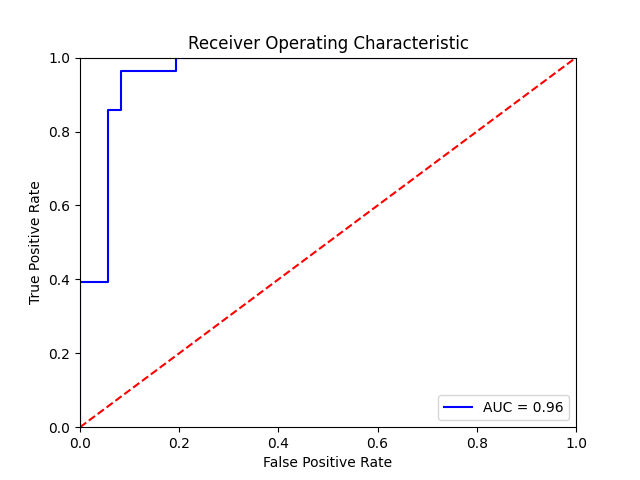 Receiver Operating Characteristic
True Positive Rate
1.0
0.8
0.6
0.4
0.2
0.0
AUC = 0.96
0.0 0.2 0.4 0.6 0.8 1.0
False Positive Rate